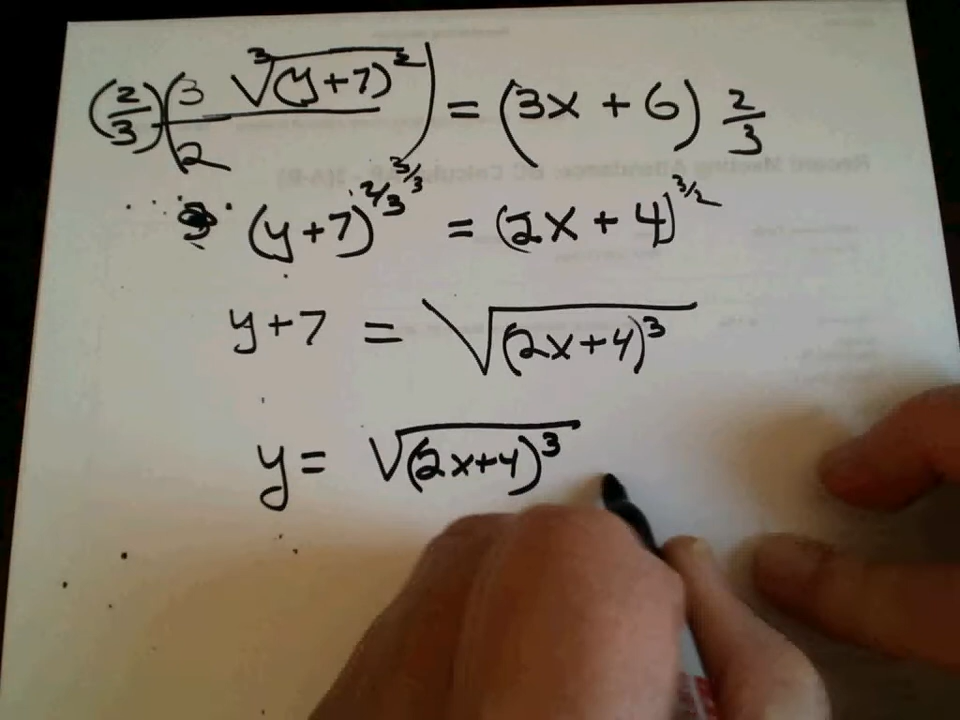 (2/3)(3 ∛(y+7)² / 2) = (3x + 6) 2/3
(y+7)^2/3^3/3 = (2x + 4)^3/2
y+7 = √(2x+4)³
y = √(2x+4)³